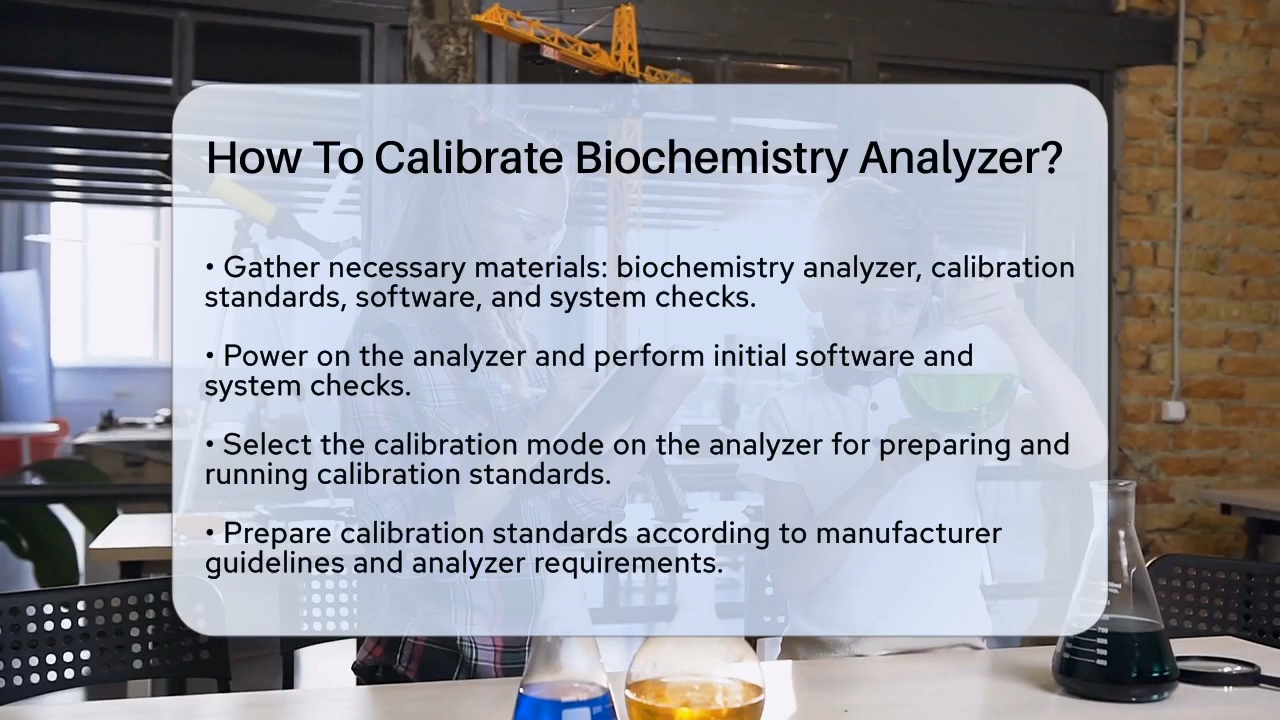 How To Calibrate Biochemistry Analyzer?
• Gather necessary materials: biochemistry analyzer, calibration
standards, software, and system checks.
• Power on the analyzer and perform initial software and
system checks.
• Select the calibration mode on the analyzer for preparing and
running calibration standards.
• Prepare calibration standards according to manufacturer
guidelines and analyzer requirements.